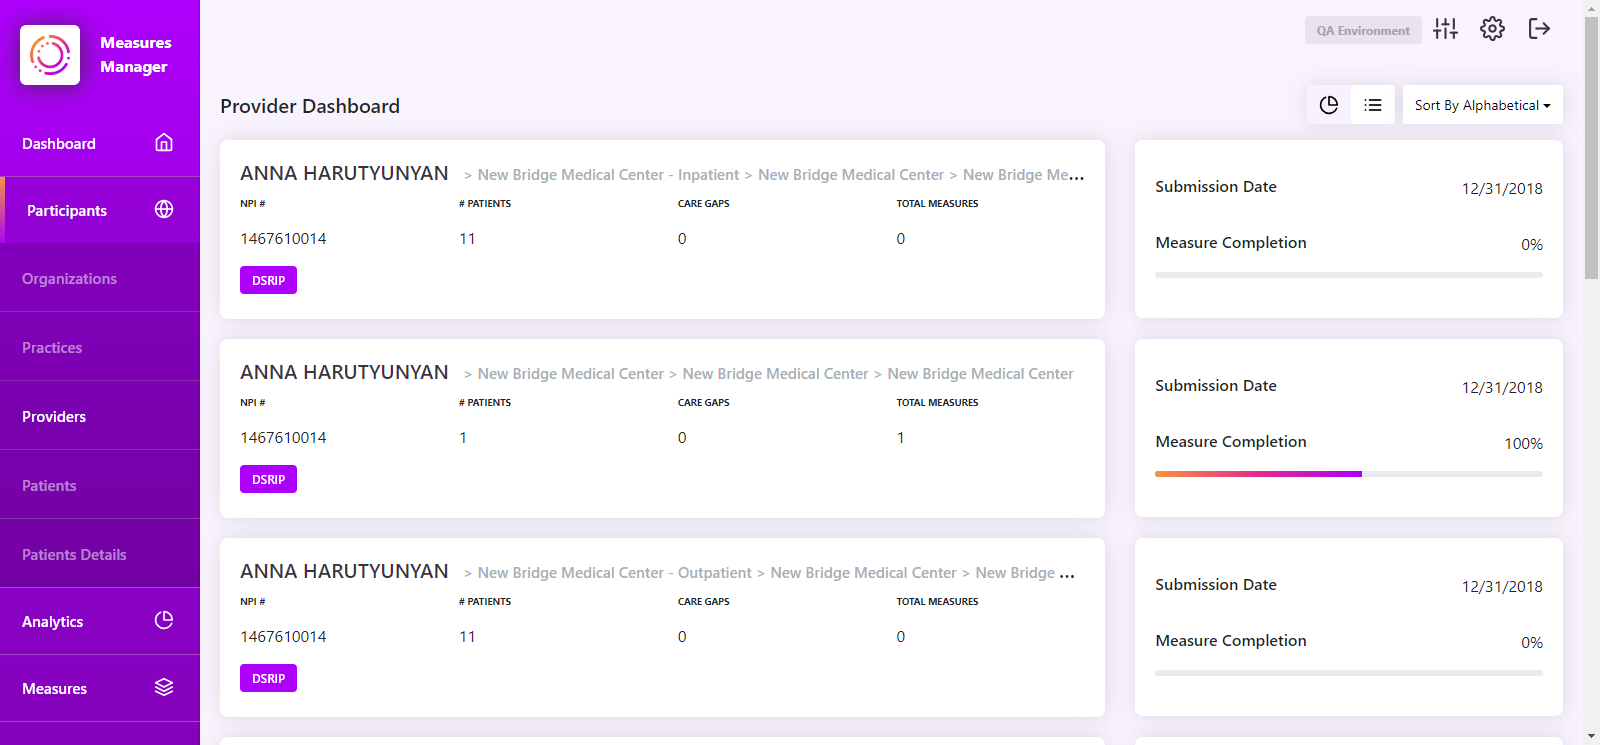 Measures
Manager
QA Environment
Dashboard
Participants
Organizations
Practices
Providers
Patients
Patients Details
Analytics
Measures
Provider Dashboard
Sort By Alphabetical
ANNA HARUTYUNYAN > New Bridge Medical Center - Inpatient > New Bridge Medical Center > New Bridge Me...
NPI # # PATIENTS CARE GAPS TOTAL MEASURES
1467610014 11 0 0
DSRIP
Submission Date 12/31/2018
Measure Completion 0%
ANNA HARUTYUNYAN > New Bridge Medical Center > New Bridge Medical Center > New Bridge Medical Center
NPI # # PATIENTS CARE GAPS TOTAL MEASURES
1467610014 1 0 1
DSRIP
Submission Date 12/31/2018
Measure Completion 100%
ANNA HARUTYUNYAN > New Bridge Medical Center - Outpatient > New Bridge Medical Center > New Bridge ...
NPI # # PATIENTS CARE GAPS TOTAL MEASURES
1467610014 11 0 0
DSRIP
Submission Date 12/31/2018
Measure Completion 0%